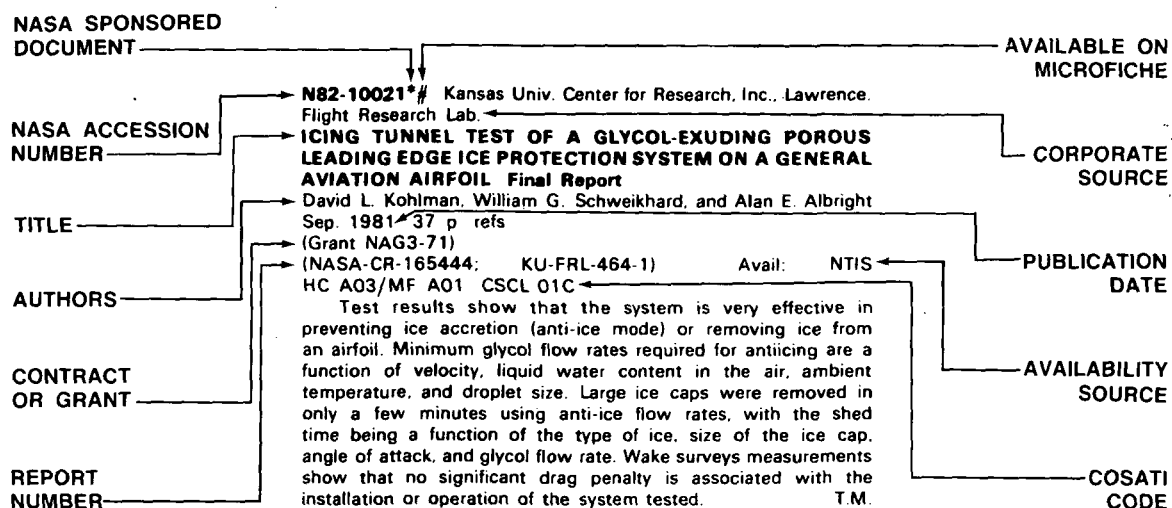 NASA SPONSORED
DOCUMENT
AVAILABLE ON
MICROFICHE
NASA ACCESSION
NUMBER
TITLE
AUTHORS
CONTRACT
OR GRANT
REPORT
NUMBER
N82-10021*# Kansas Univ. Center for Research, Inc., Lawrence.
Flight Research Lab.
ICING TUNNEL TEST OF A GLYCOL-EXUDING POROUS
LEADING EDGE ICE PROTECTION SYSTEM ON A GENERAL
AVIATION AIRFOIL Final Report
David L. Kohlman, William G. Schweikhard, and Alan E. Albright
Sep. 1981 37 p refs
(Grant NAG3-71)
(NASA-CR-165444; KU-FRL-464-1) Avail: NTIS
HC A03/MF A01 CSCL 01C
Test results show that the system is very effective in
preventing ice accretion (anti-ice mode) or removing ice from
an airfoil. Minimum glycol flow rates required for antiicing are a
function of velocity, liquid water content in the air, ambient
temperature, and droplet size. Large ice caps were removed in
only a few minutes using anti-ice flow rates, with the shed
time being a function of the type of ice, size of the ice cap,
angle of attack, and glycol flow rate. Wake surveys measurements
show that no significant drag penalty is associated with the
installation or operation of the system tested. T.M.
CORPORATE
SOURCE
PUBLICATION
DATE
AVAILABILITY
SOURCE
COSATI
CODE